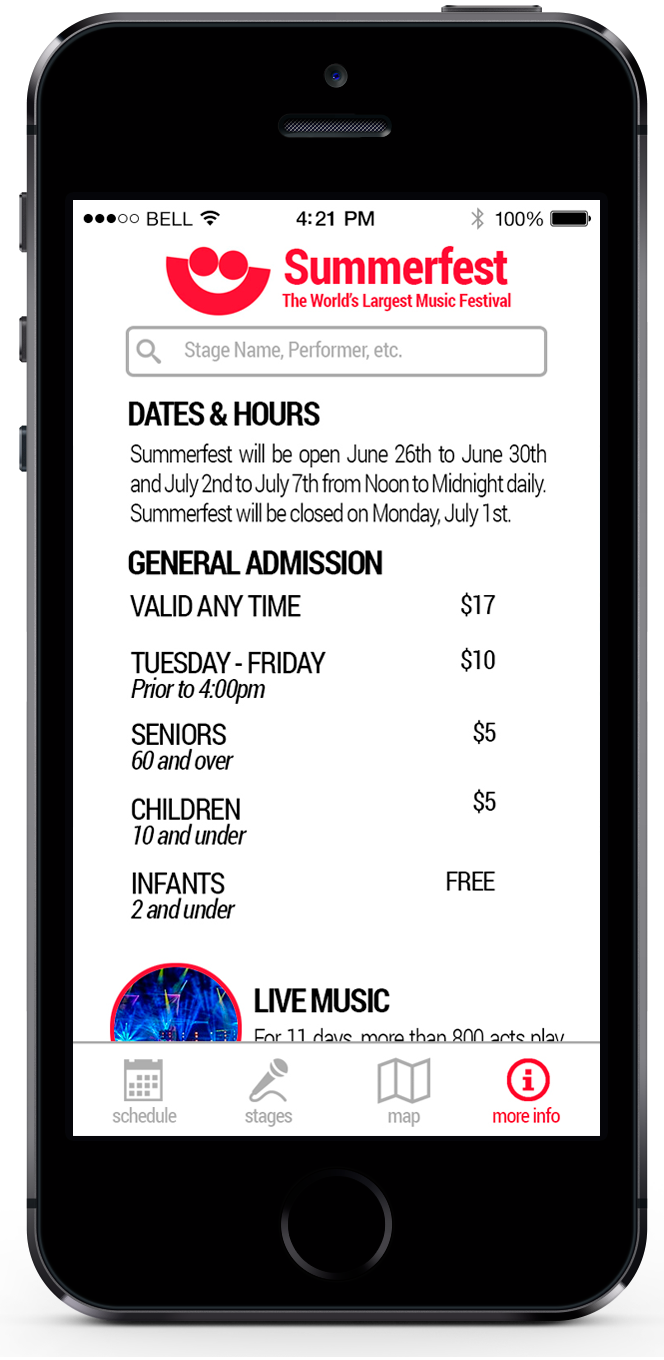 BELL 4:21 PM 100%
Summerfest
The World's Largest Music Festival
Stage Name, Performer, etc.
DATES & HOURS
Summerfest will be open June 26th to June 30th
and July 2nd to July 7th from Noon to Midnight daily.
Summerfest will be closed on Monday, July 1st.
GENERAL ADMISSION
VALID ANY TIME $17
TUESDAY - FRIDAY $10
Prior to 4:00pm
SENIORS $5
60 and over
CHILDREN $5
10 and under
INFANTS FREE
2 and under
LIVE MUSIC
For 11 days, more than 800 acts play
schedule stages map more info